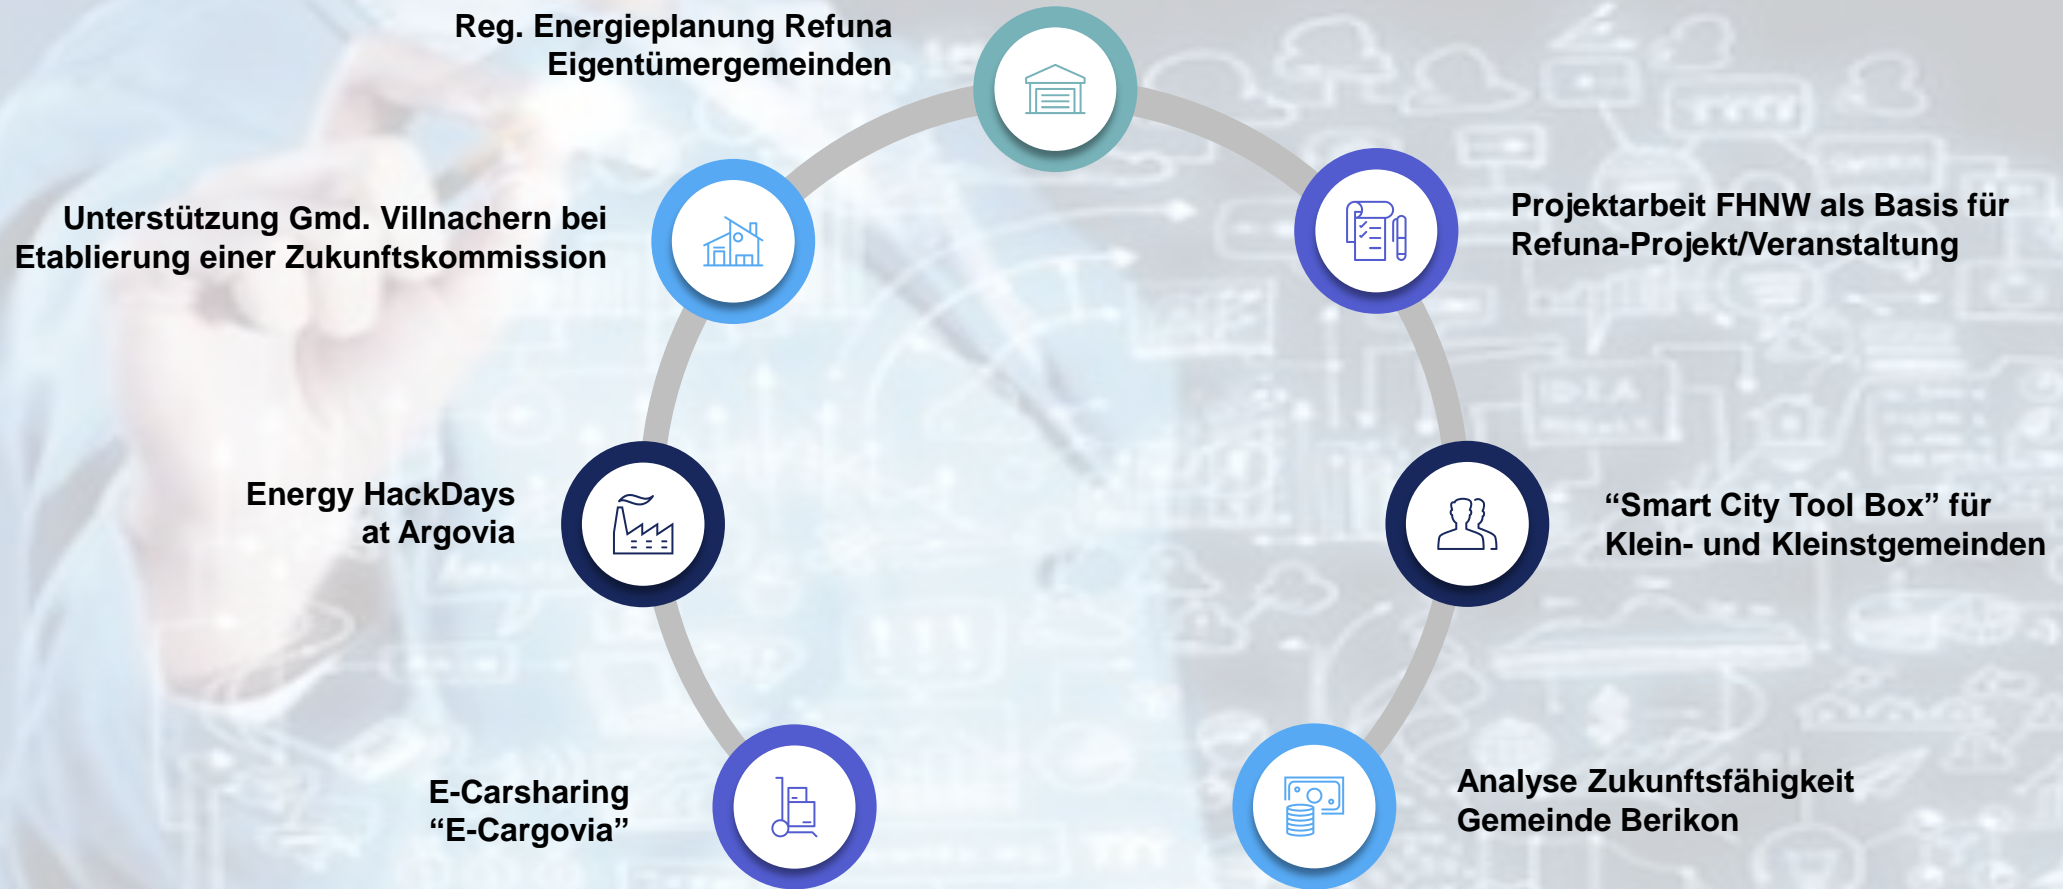 Reg. Energieplanung Refuna
Eigentümergemeinden
Unterstützung Gmd. Villnachern bei
Etablierung einer Zukunftskommission
Projektarbeit FHNW als Basis für
Refuna-Projekt/Veranstaltung
Energy HackDays
at Argovia
“Smart City Tool Box” für
Klein- und Kleinstgemeinden
E-Carsharing
“E-Cargovia”
Analyse Zukunftsfähigkeit
Gemeinde Berikon
IDEA